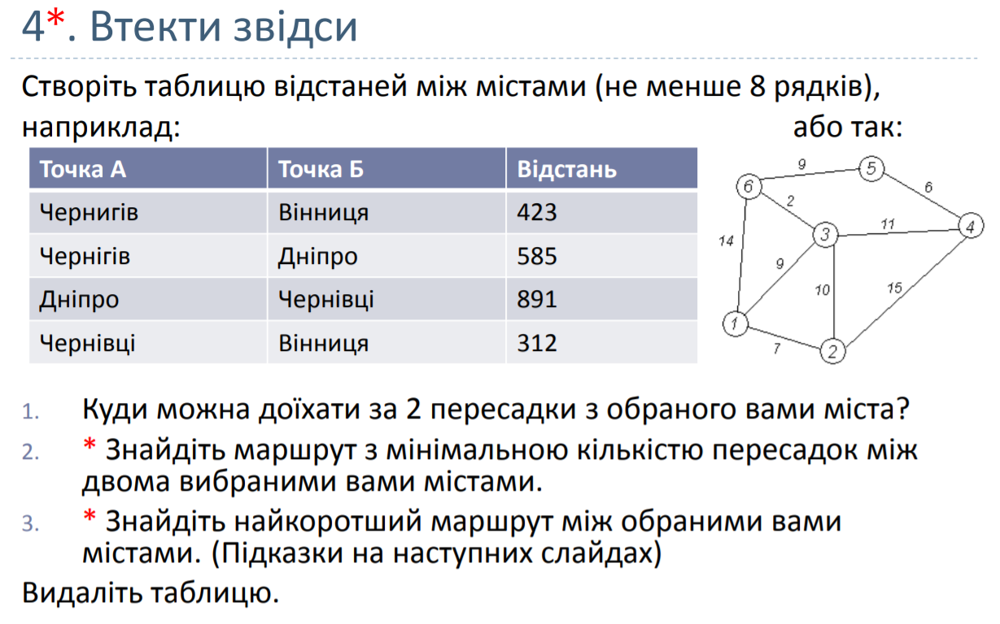 4*. Втекти звідси
Створіть таблицю відстаней між містами (не менше 8 рядків),
наприклад:
або так:
Точка А Точка Б Відстань
Чернигів Вінниця 423
Чернігів Дніпро 585
Дніпро Чернівці 891
Чернівці Вінниця 312
9
5
6
6
2
11
4
3
14
9
10
15
1
7
2
1. Куди можна доїхати за 2 пересадки з обраного вами міста?
2. * Знайдіть маршрут з мінімальною кількістю пересадок між
двома вибраними вами містами.
3. * Знайдіть найкоротший маршрут між обраними вами
містами. (Підказки на наступних слайдах)
Видаліть таблицю.